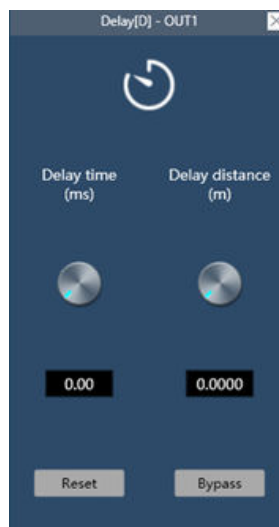 Delay[D] - OUT1
Delay time
(ms)
Delay distance
(m)
0.00
0.0000
Reset
Bypass